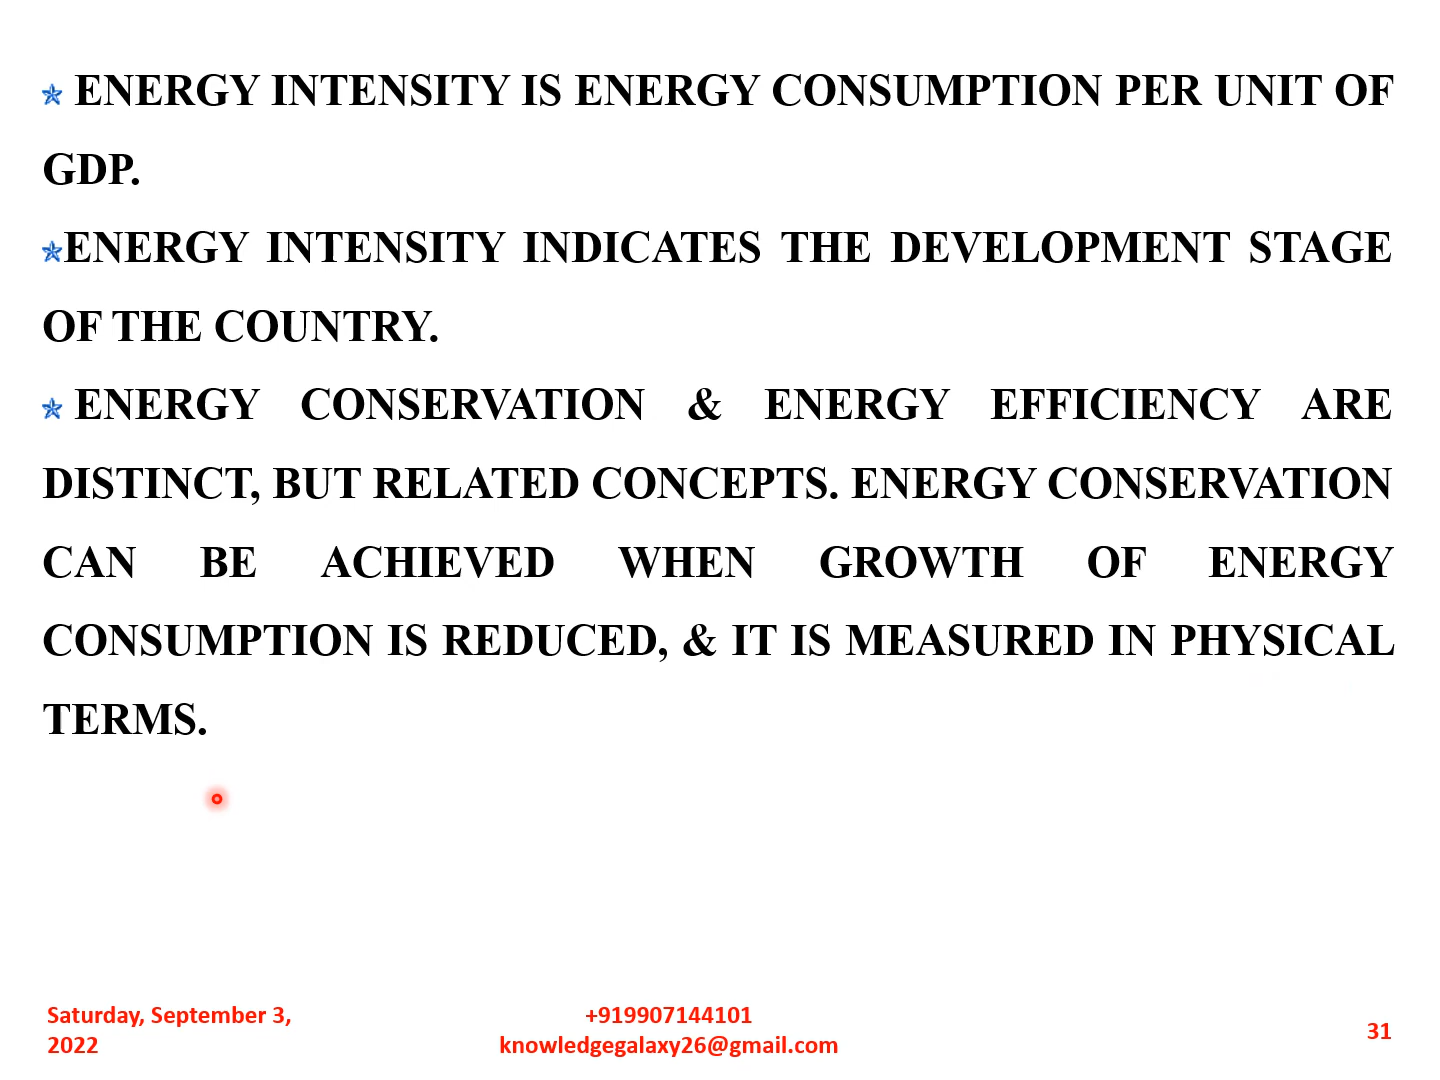 ENERGY INTENSITY IS ENERGY CONSUMPTION PER UNIT OF
GDP.
ENERGY INTENSITY INDICATES THE DEVELOPMENT STAGE
OF THE COUNTRY.
ENERGY CONSERVATION & ENERGY EFFICIENCY ARE
DISTINCT, BUT RELATED CONCEPTS. ENERGY CONSERVATION
CAN BE ACHIEVED WHEN GROWTH OF ENERGY
CONSUMPTION IS REDUCED, & IT IS MEASURED IN PHYSICAL
TERMS.
Saturday, September 3,
2022
+919907144101
knowledgegalaxy26@gmail.com
31